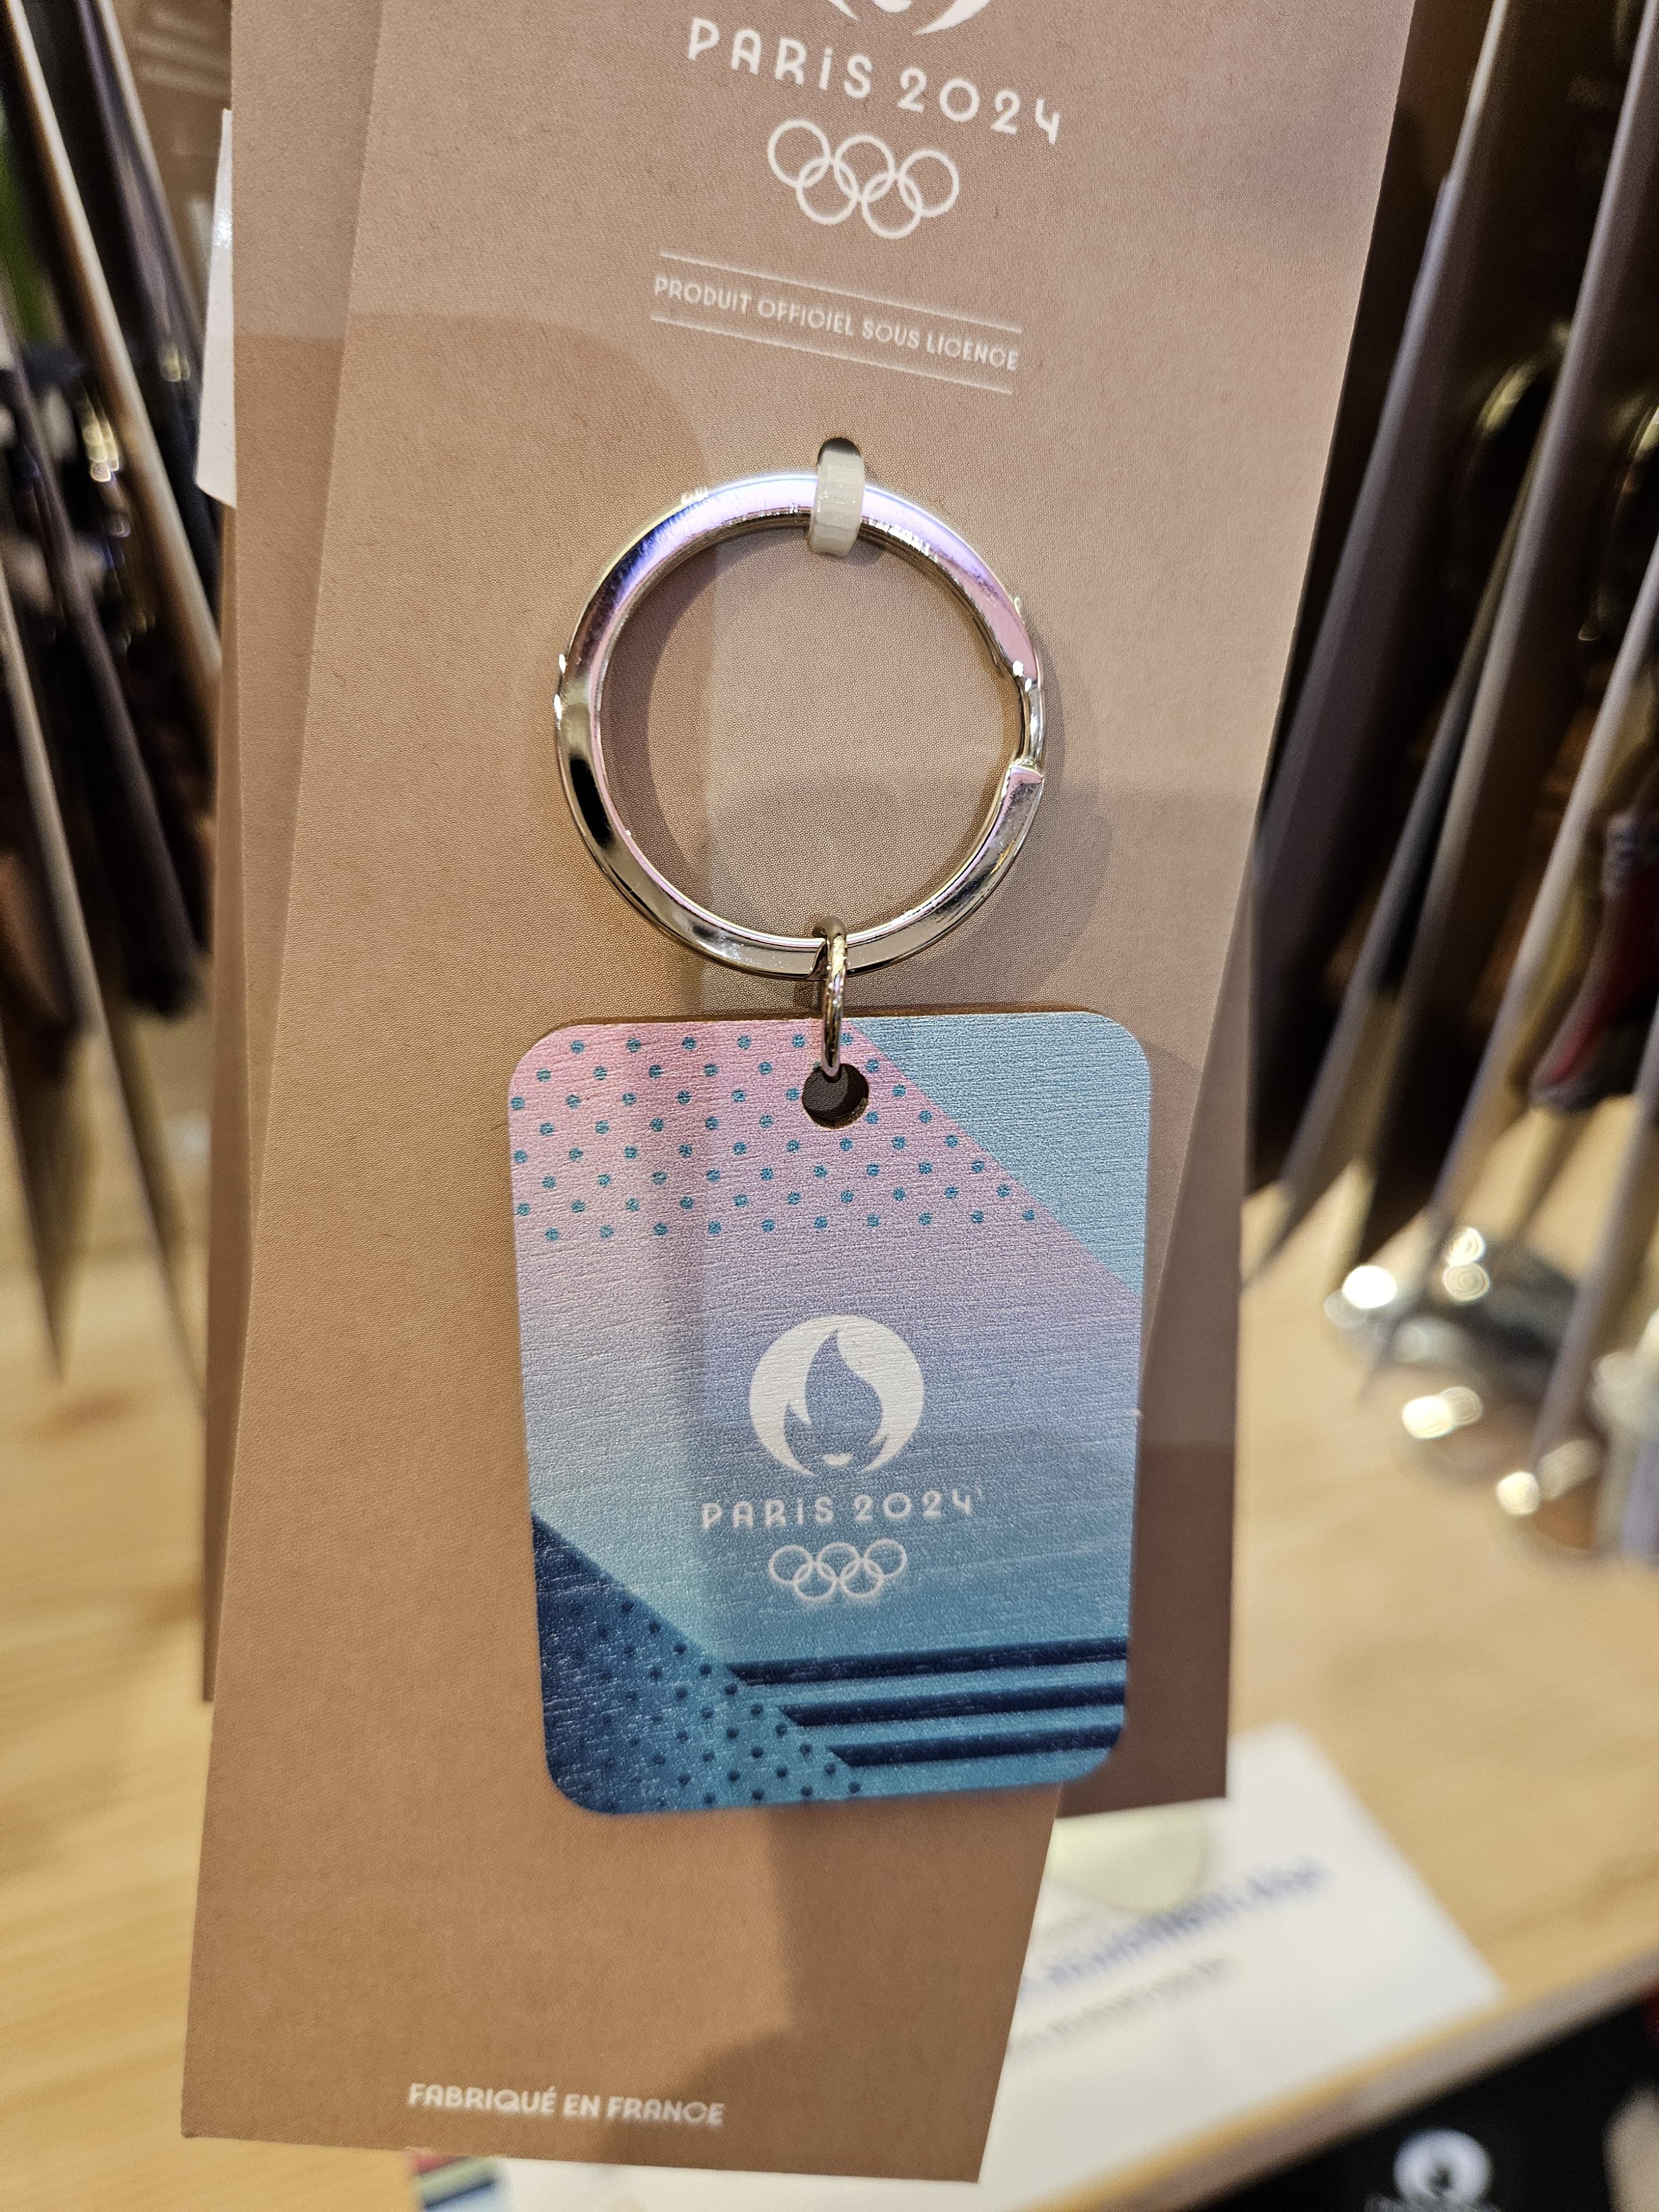 PARIS 2024
PRODUIT OFFICIEL SOUS LICENCE
PARIS 2024
FABRIQUÉ EN FRANCE